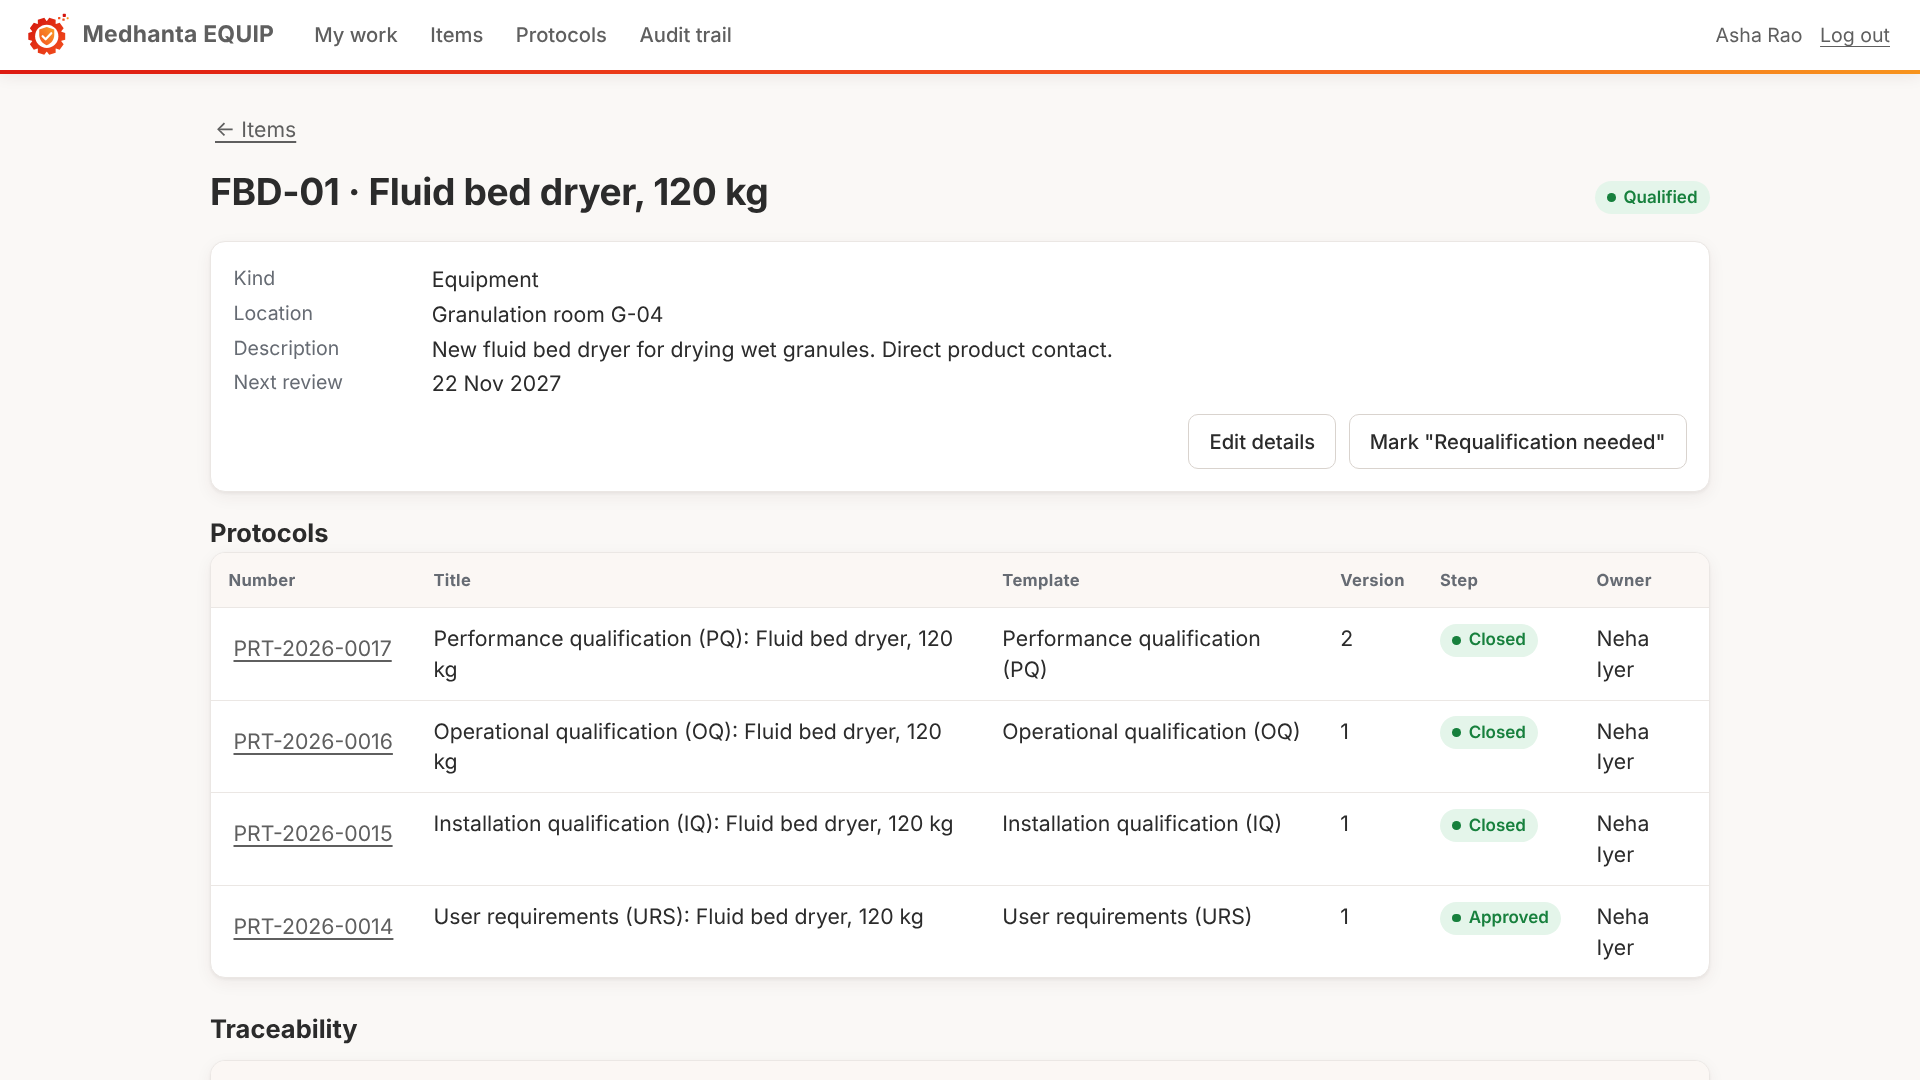 Medhanta EQUIP My work Items Protocols Audit trail Asha Rao Log out
← Items
FBD-01 · Fluid bed dryer, 120 kg
Qualified
Kind Equipment
Location Granulation room G-04
Description New fluid bed dryer for drying wet granules. Direct product contact.
Next review 22 Nov 2027
Edit details Mark "Requalification needed"
Protocols
Number Title Template Version Step Owner
PRT-2026-0017 Performance qualification (PQ): Fluid bed dryer, 120 kg Performance qualification (PQ) 2 Closed Neha Iyer
PRT-2026-0016 Operational qualification (OQ): Fluid bed dryer, 120 kg Operational qualification (OQ) 1 Closed Neha Iyer
PRT-2026-0015 Installation qualification (IQ): Fluid bed dryer, 120 kg Installation qualification (IQ) 1 Closed Neha Iyer
PRT-2026-0014 User requirements (URS): Fluid bed dryer, 120 kg User requirements (URS) 1 Approved Neha Iyer
Traceability